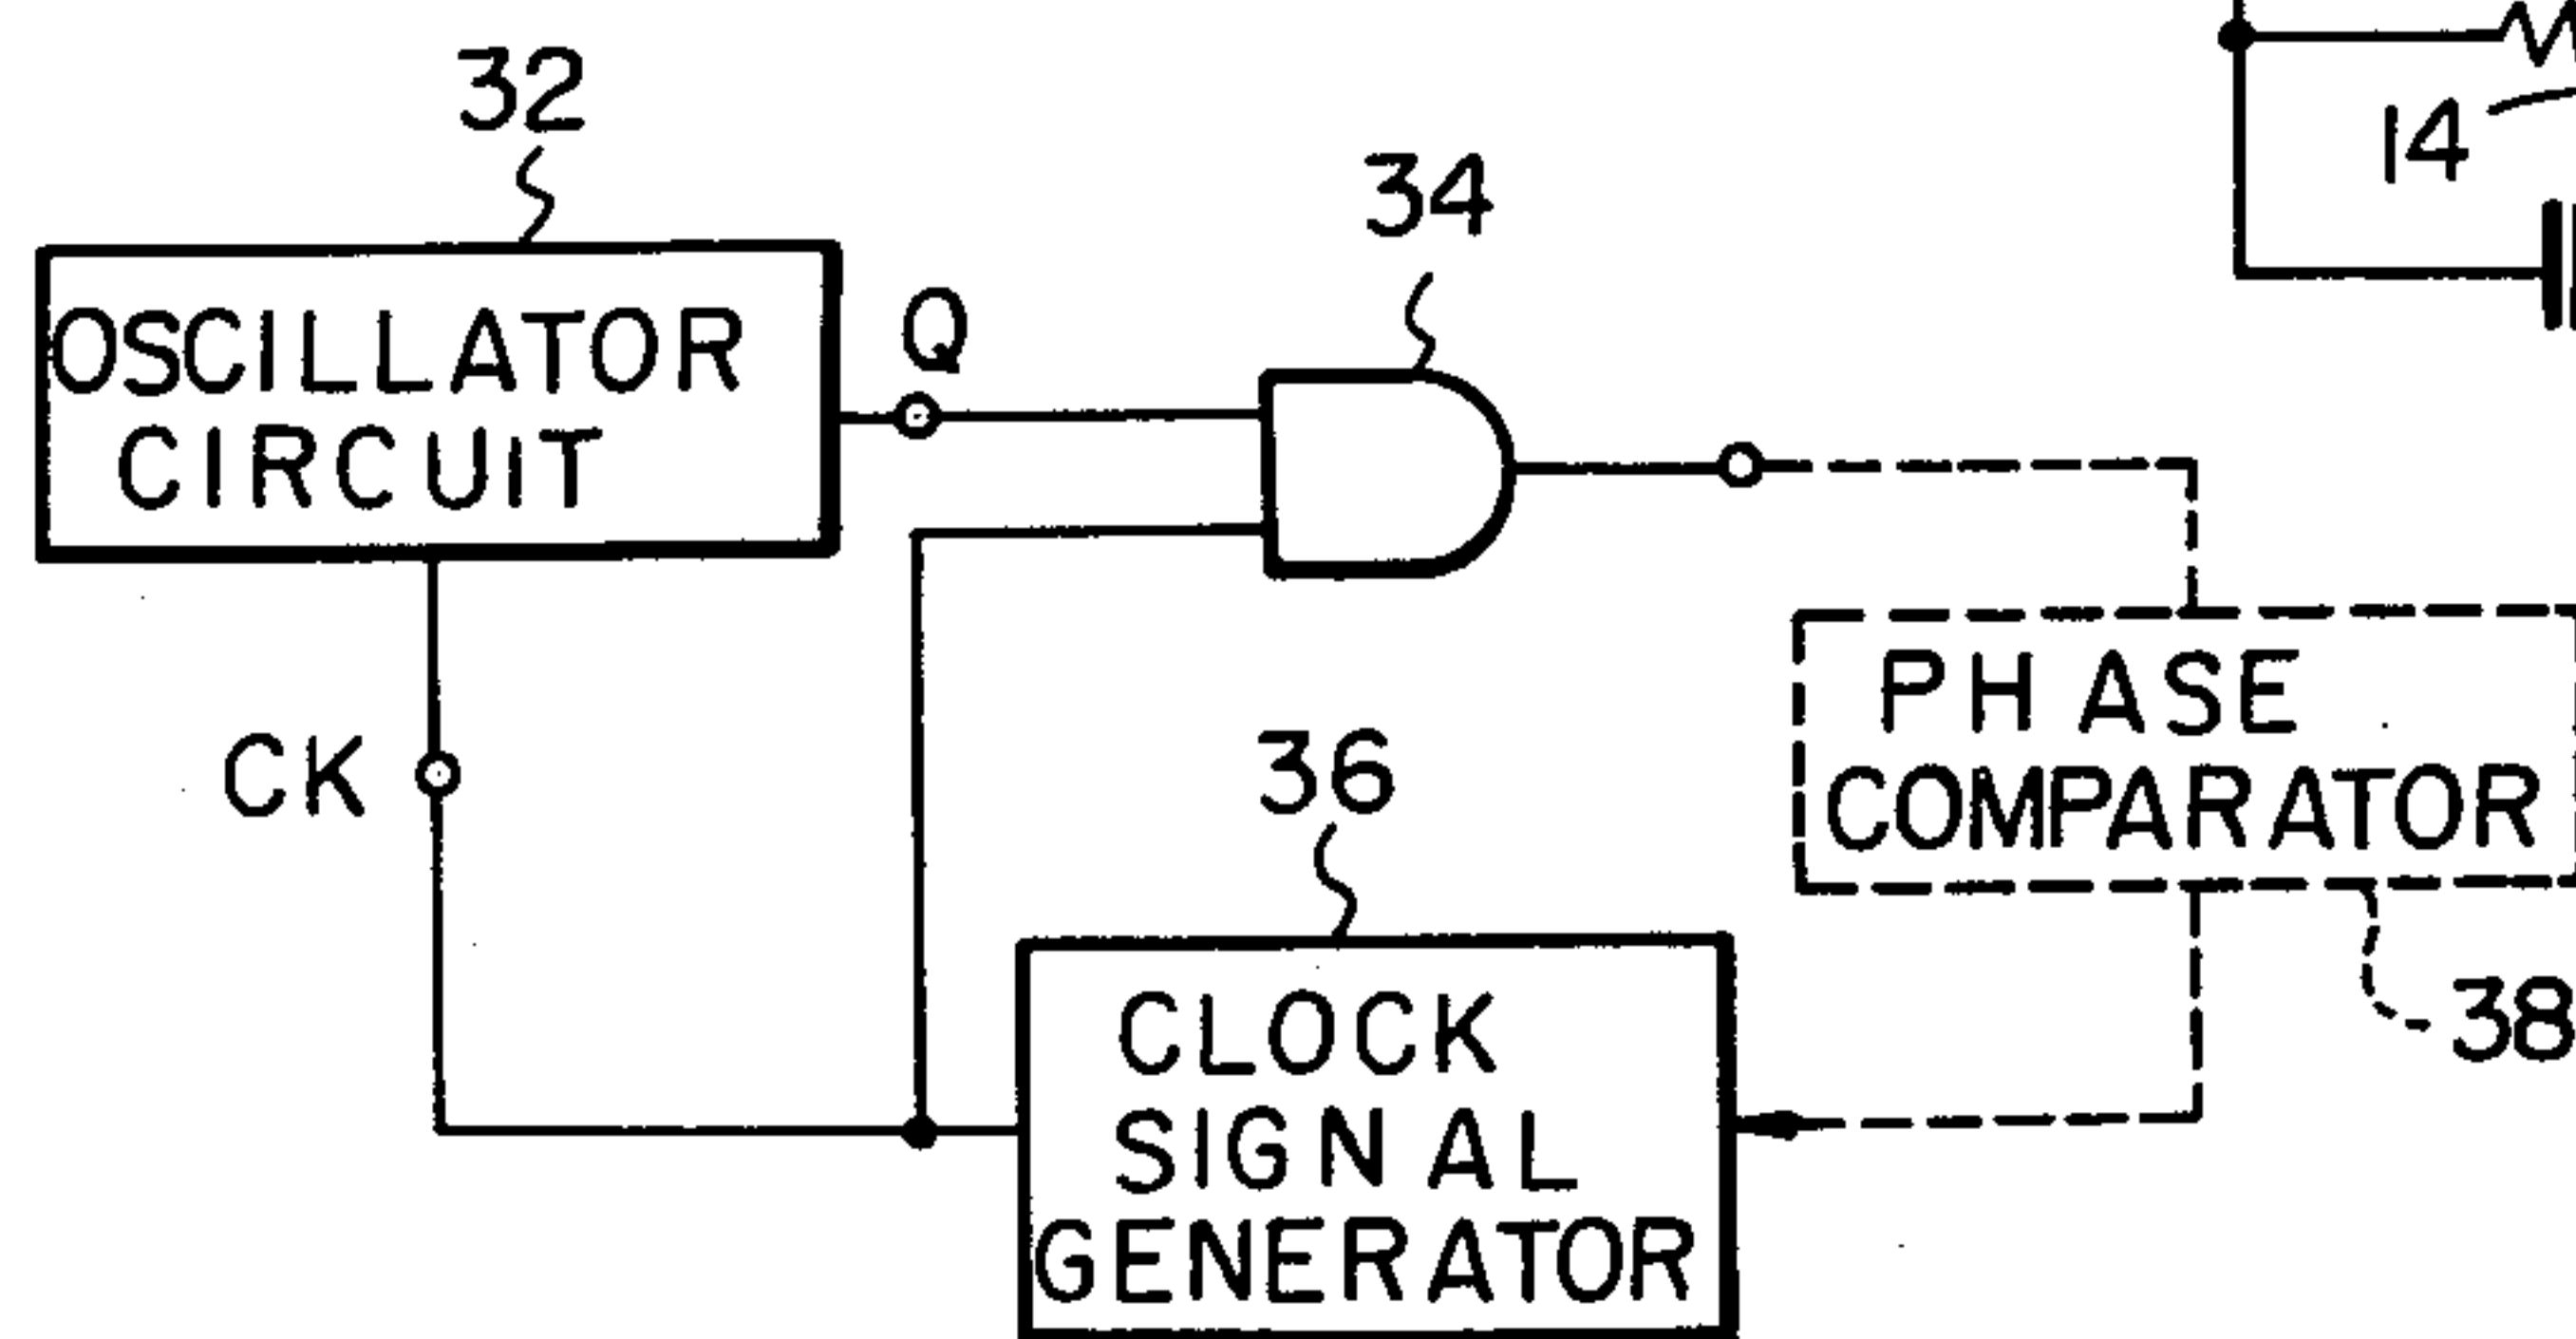 32
OSCILLATOR
CIRCUIT
Q
34
14
CK
PHASE
COMPARATOR
36
38
CLOCK
SIGNAL
GENERATOR